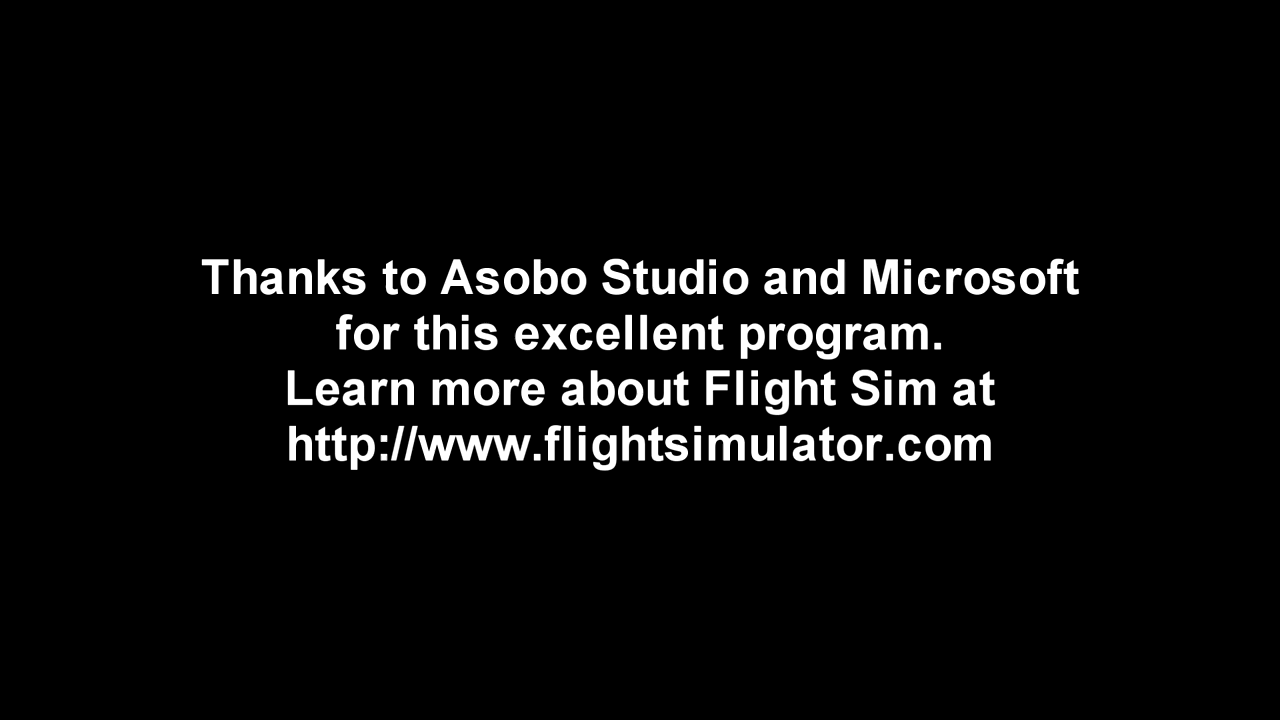 Thanks to Asobo Studio and Microsoft
for this excellent program.
Learn more about Flight Sim at
http://www.flightsimulator.com